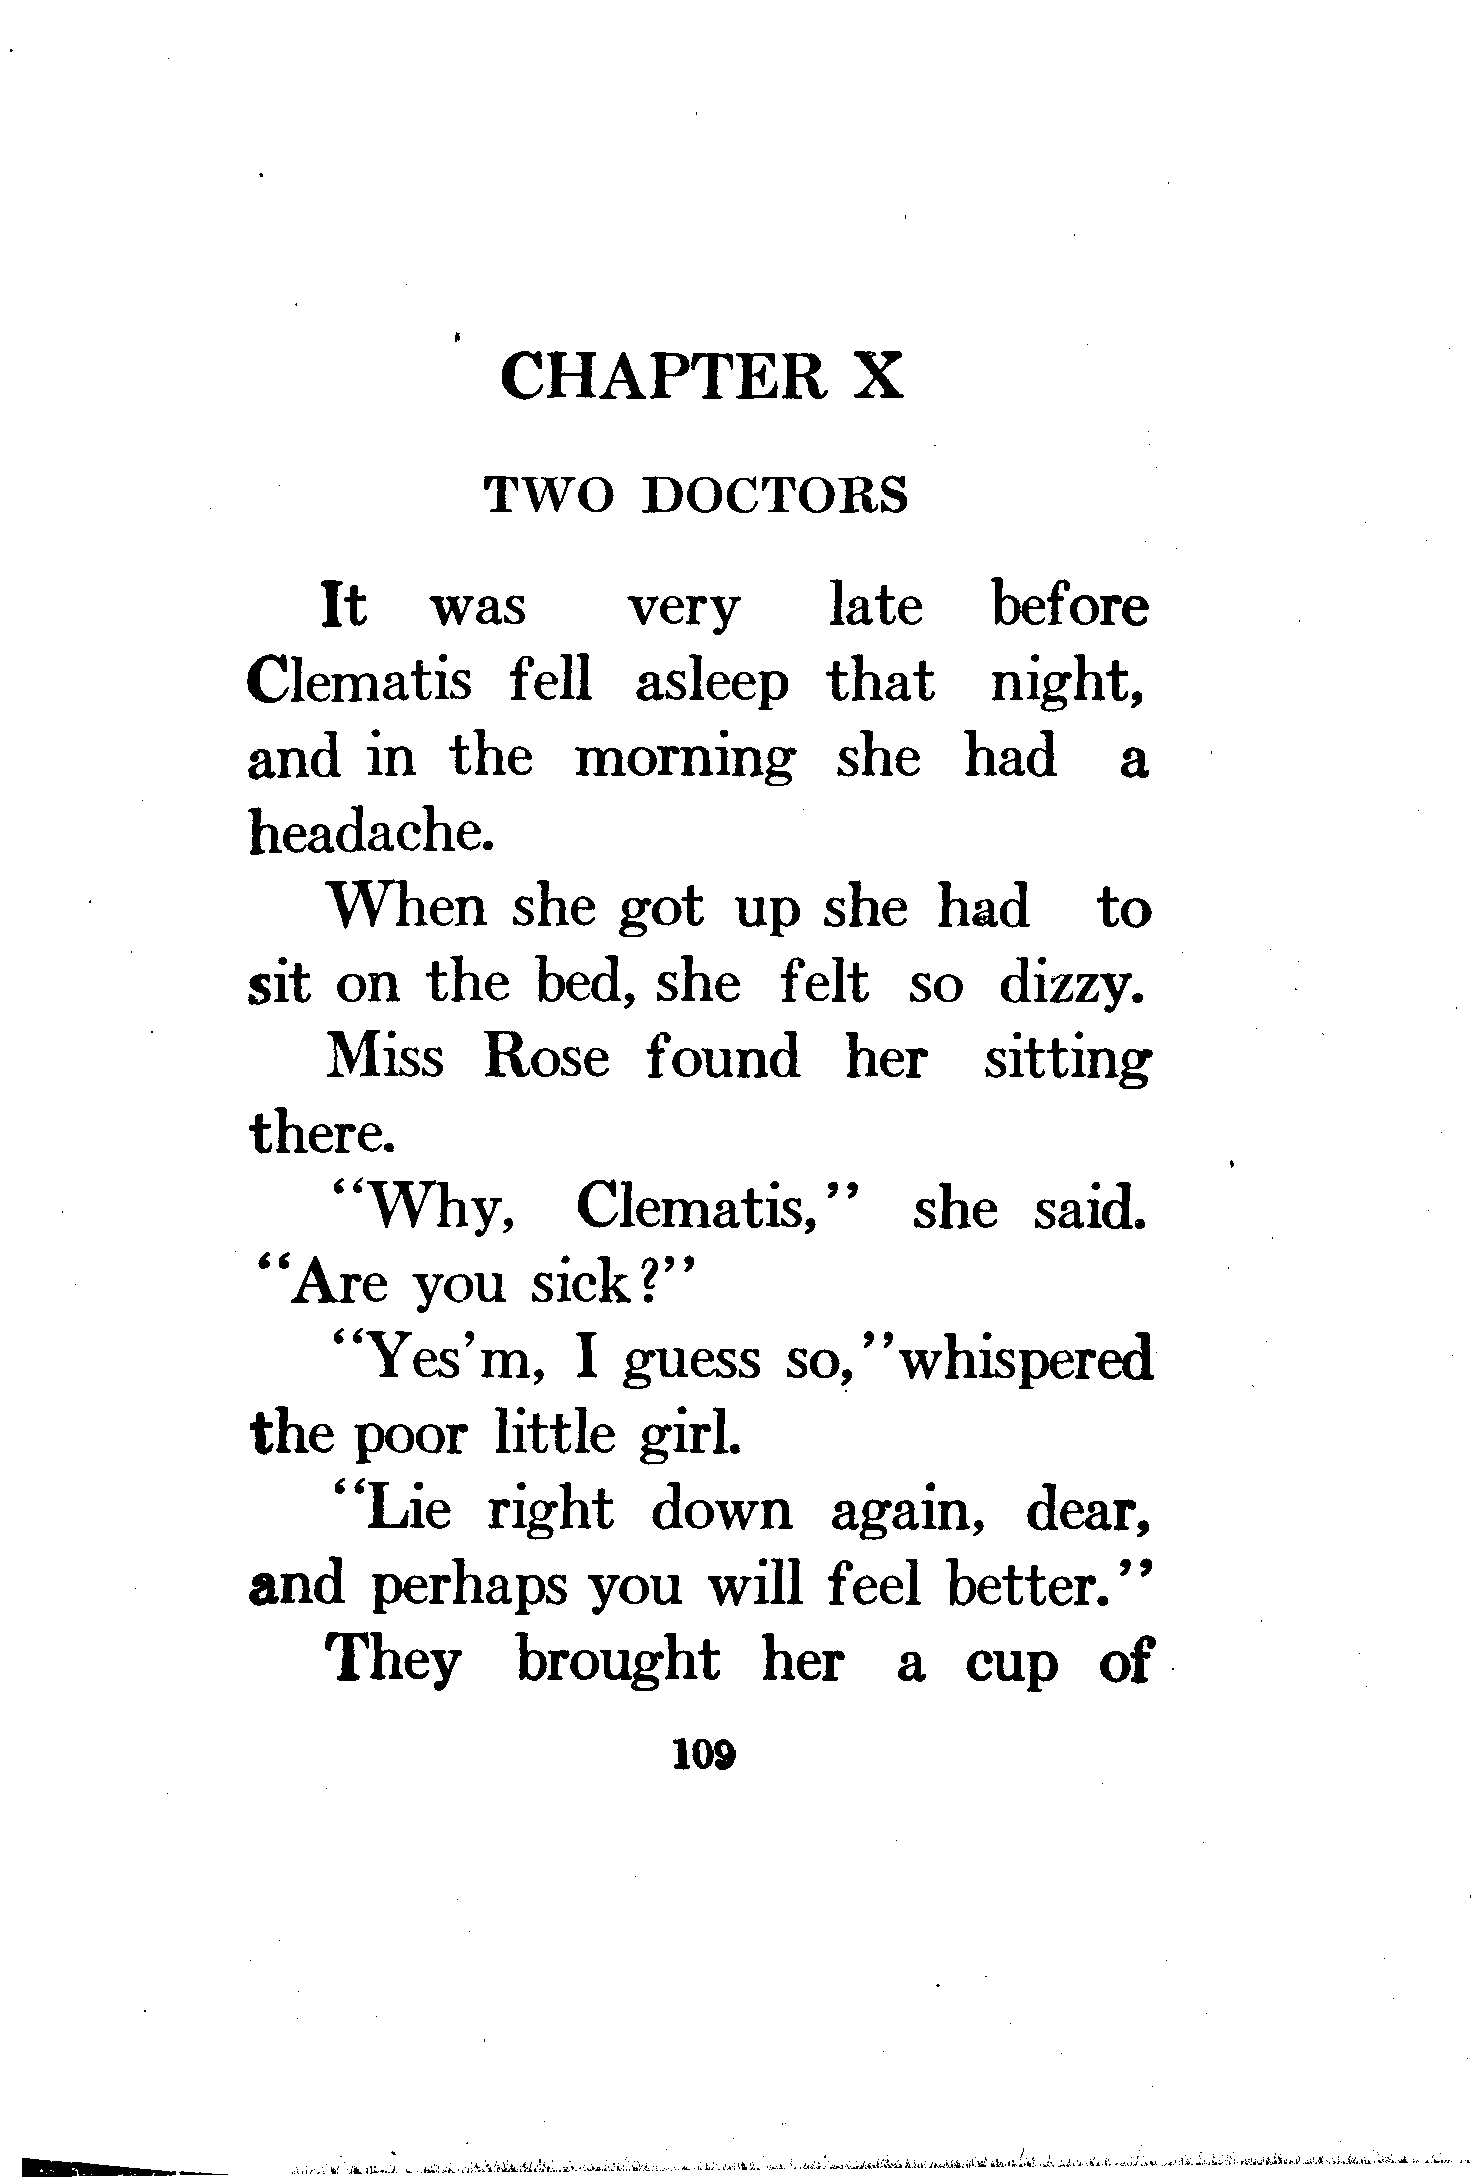 CHAPTER X
TWO DOCTORS
It was very late before
Clematis fell asleep that night,
and in the morning she had a
headache.
When she got up she had to
sit on the bed, she felt so dizzy.
Miss Rose found her sitting
there.
“Why, Clematis,” she said.
“Are you sick?”
“Yes’m, I guess so,”whispered
the poor little girl.
“Lie right down again, dear,
and perhaps you will feel better.”
They brought her a cup of
109